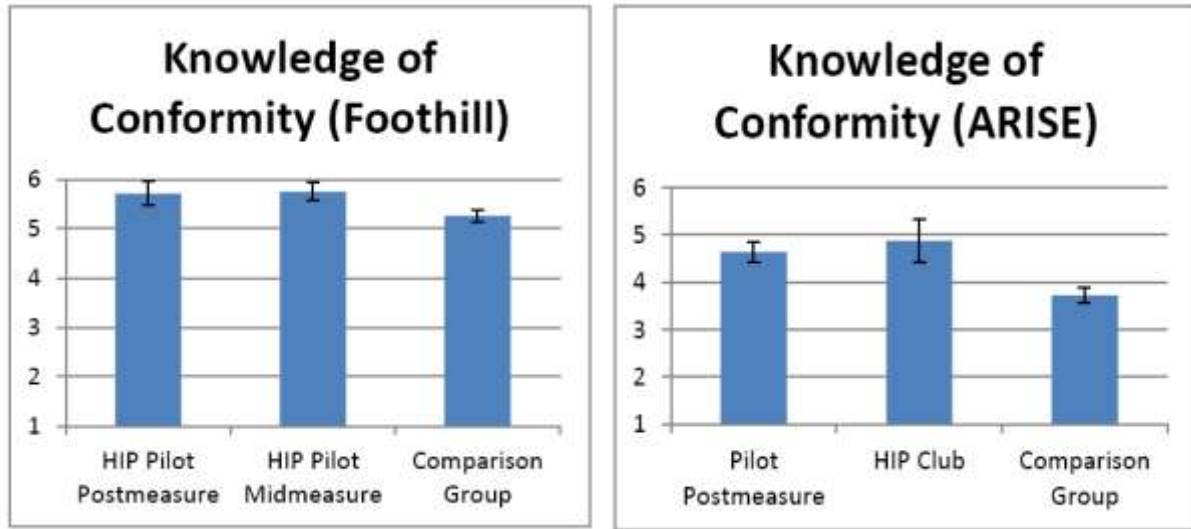 Knowledge of
Conformity (Foothill)
6
5
4
3
2
1
HIP Pilot
Postmeasure
HIP Pilot
Midmeasure
Comparison
Group
Knowledge of
Conformity (ARISE)
6
5
4
3
2
1
Pilot
Postmeasure
HIP Club
Comparison
Group